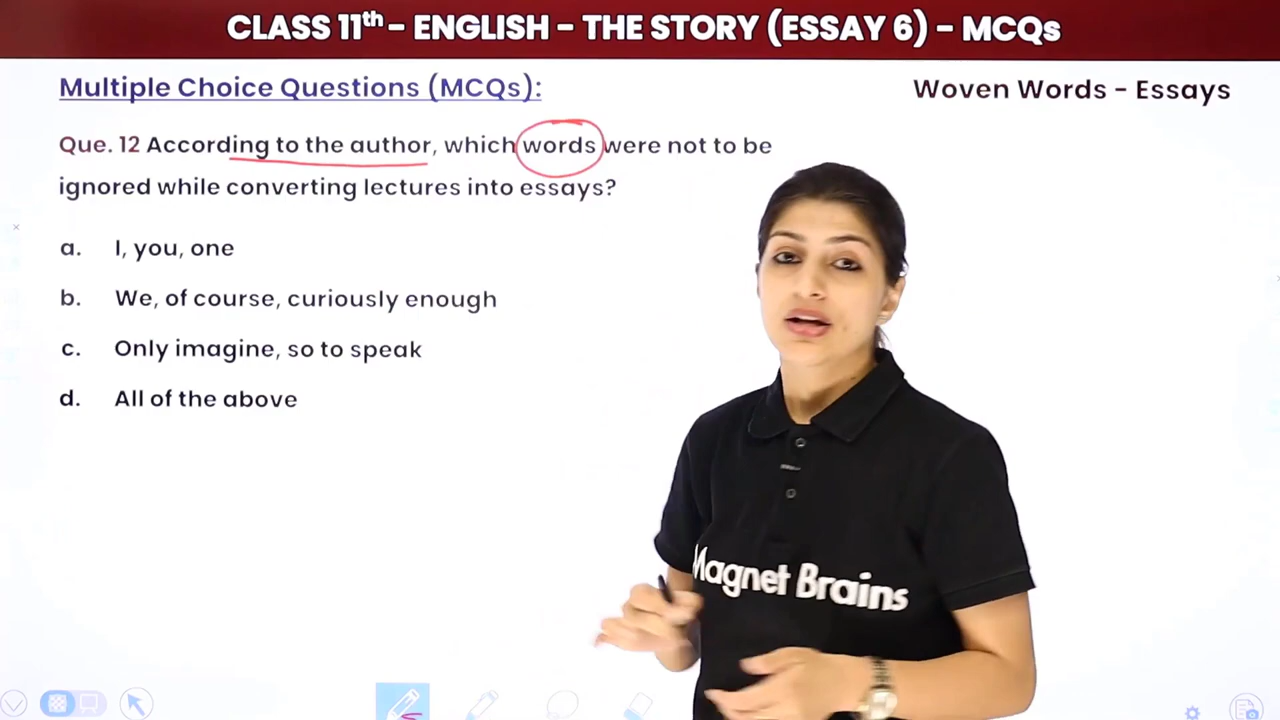 CLASS 11th - ENGLISH - THE STORY (ESSAY 6) - MCQs
Multiple Choice Questions (MCQs):
Woven Words - Essays
Que. 12 According to the author, which words were not to be
ignored while converting lectures into essays?
a. I, you, one
b. We, of course, curiously enough
c. Only imagine, so to speak
d. All of the above
Magnet Brains